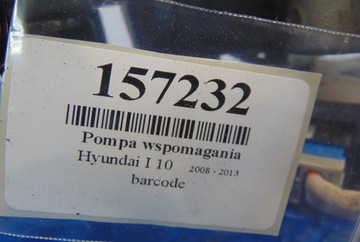 157232
Pompa wspomagania
Hyundai I 10 2008 - 2013
barcode